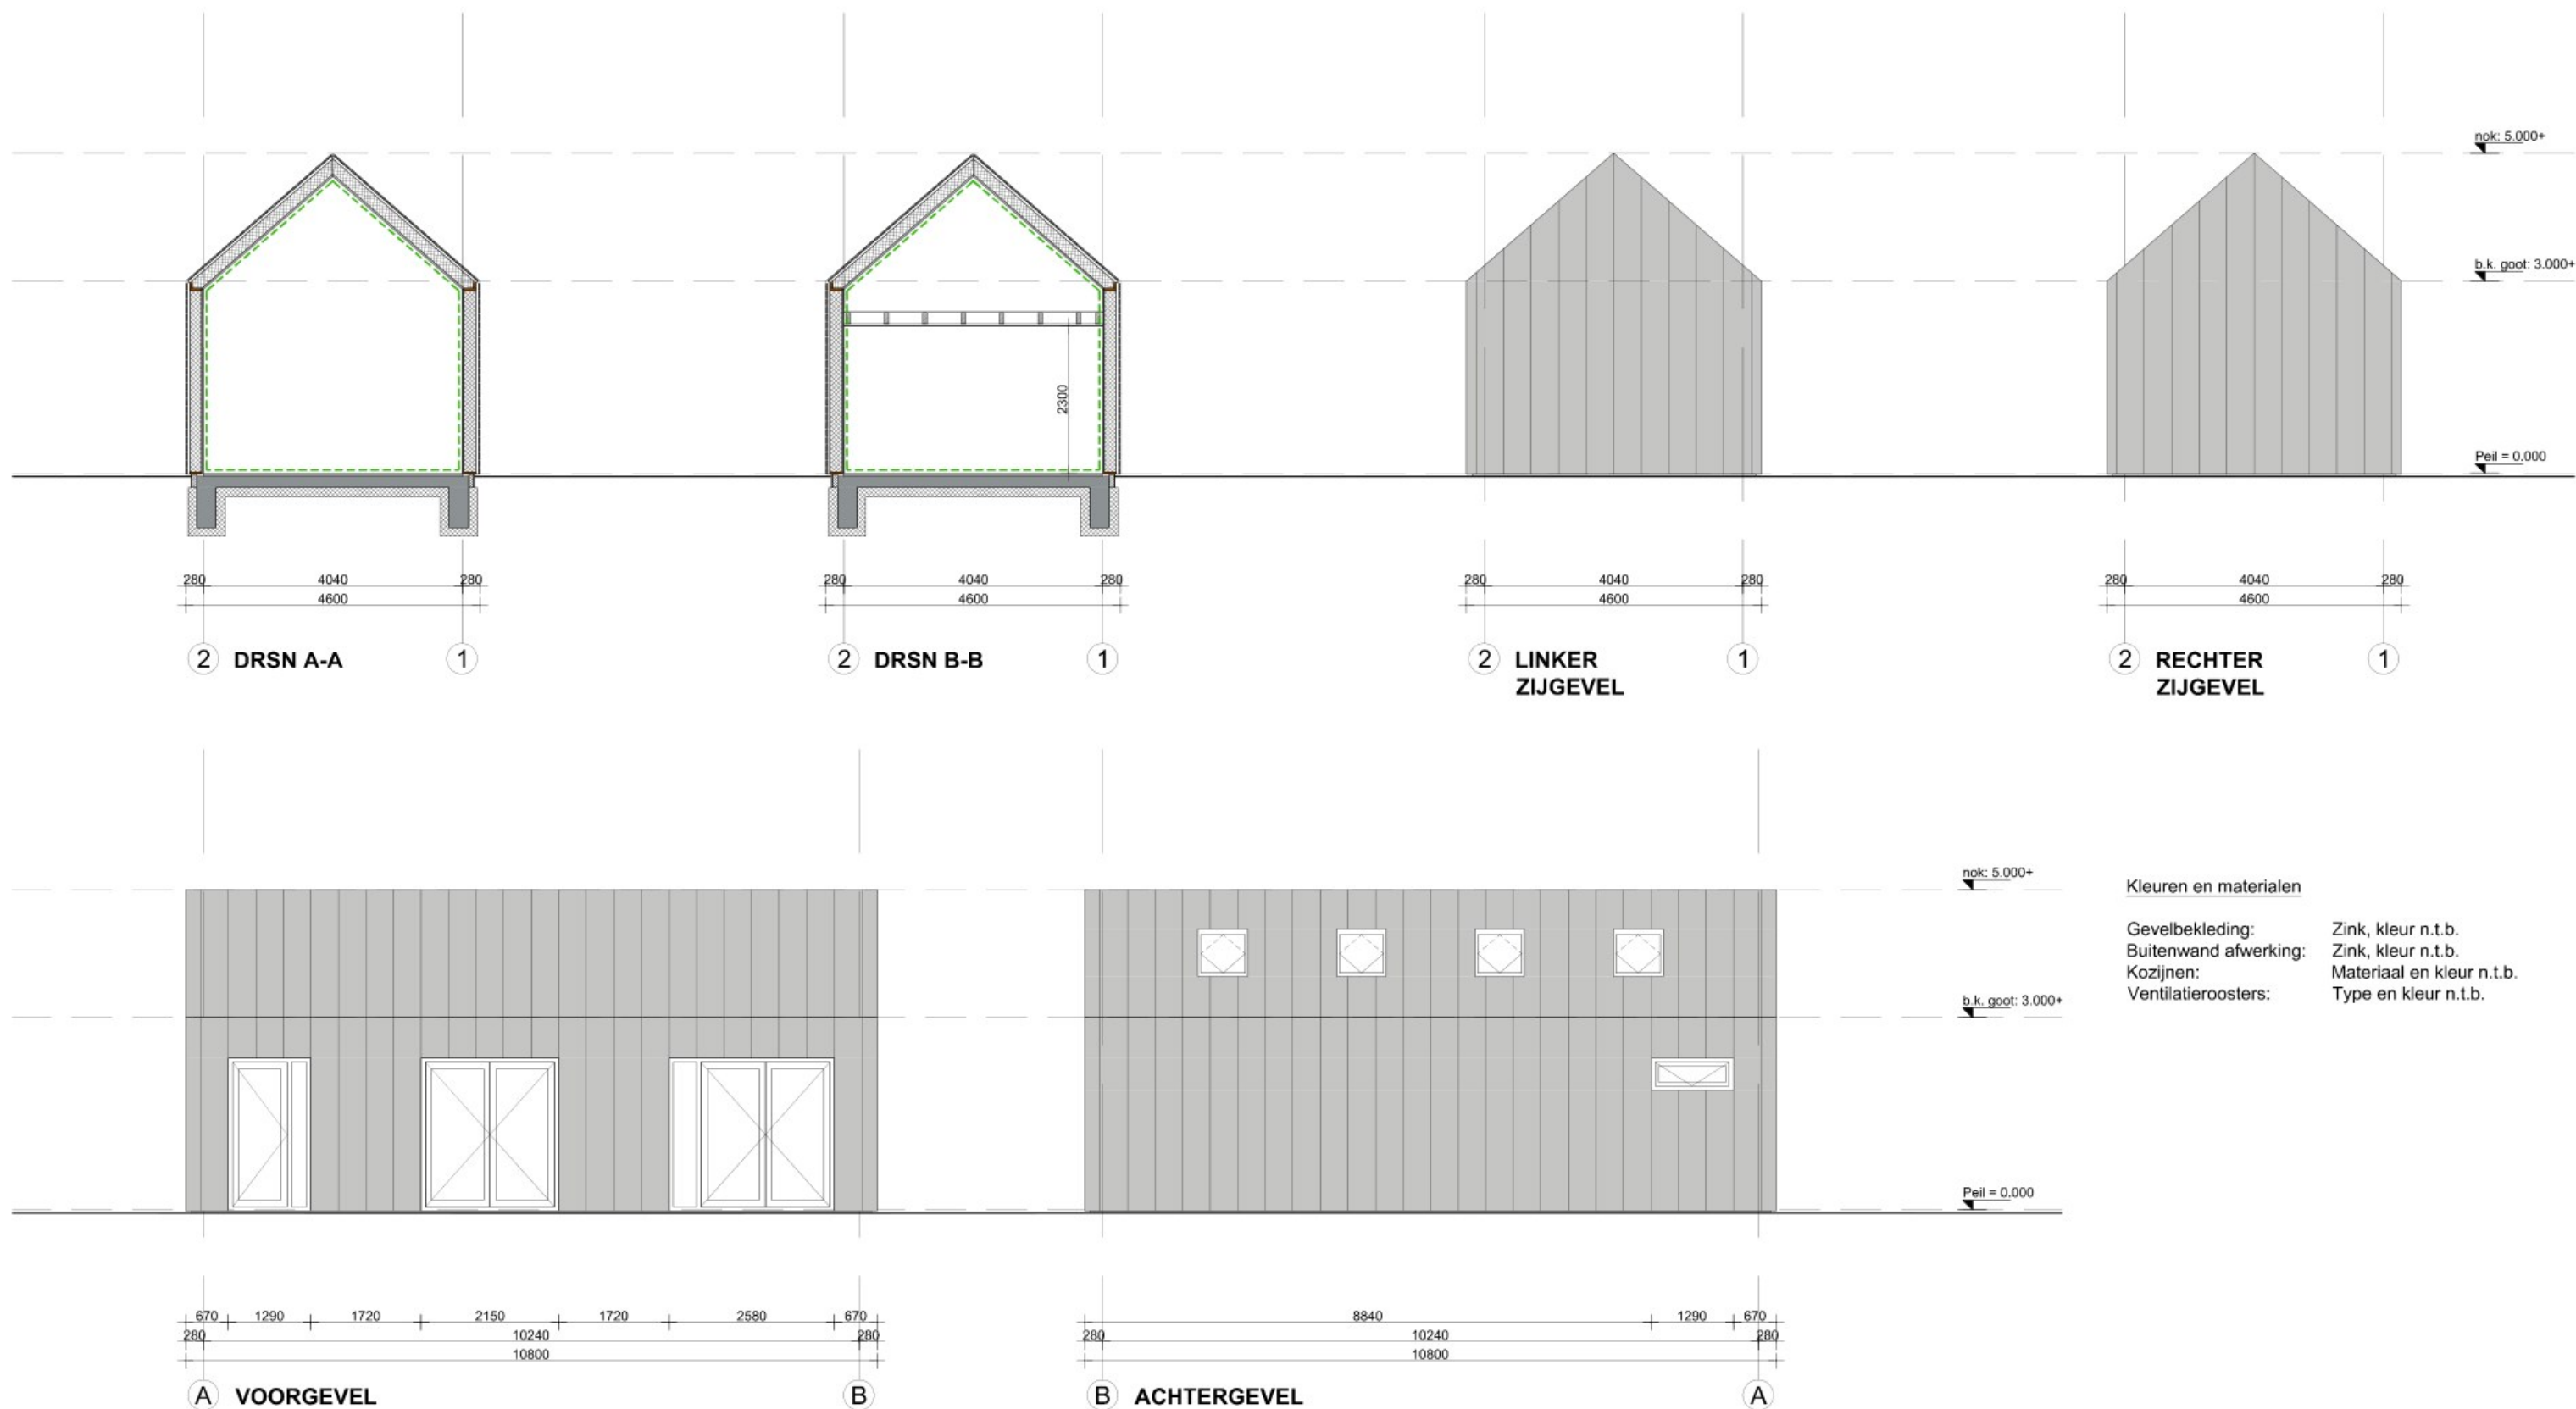 nok: 5.000+
b.k. goot: 3.000+
2300
Peil = 0.000
280 4040 280
4600
280 4040 280
4600
280 4040 280
4600
280 4040 280
4600
2 DRSN A-A 1
2 DRSN B-B 1
2 LINKER ZIJGEVEL 1
2 RECHTER ZIJGEVEL 1
nok: 5.000+
b.k. goot: 3.000+
Peil = 0.000
Kleuren en materialen
Gevelbekleding: Zink, kleur n.t.b.
Buitenwand afwerking: Zink, kleur n.t.b.
Kozijnen: Materiaal en kleur n.t.b.
Ventilatieroosters: Type en kleur n.t.b.
670 1290 1720 2150 1720 2580 670
280 10240 280
10800
A VOORGEVEL B
8840 1290 670
280 10240 280
10800
B ACHTERGEVEL A